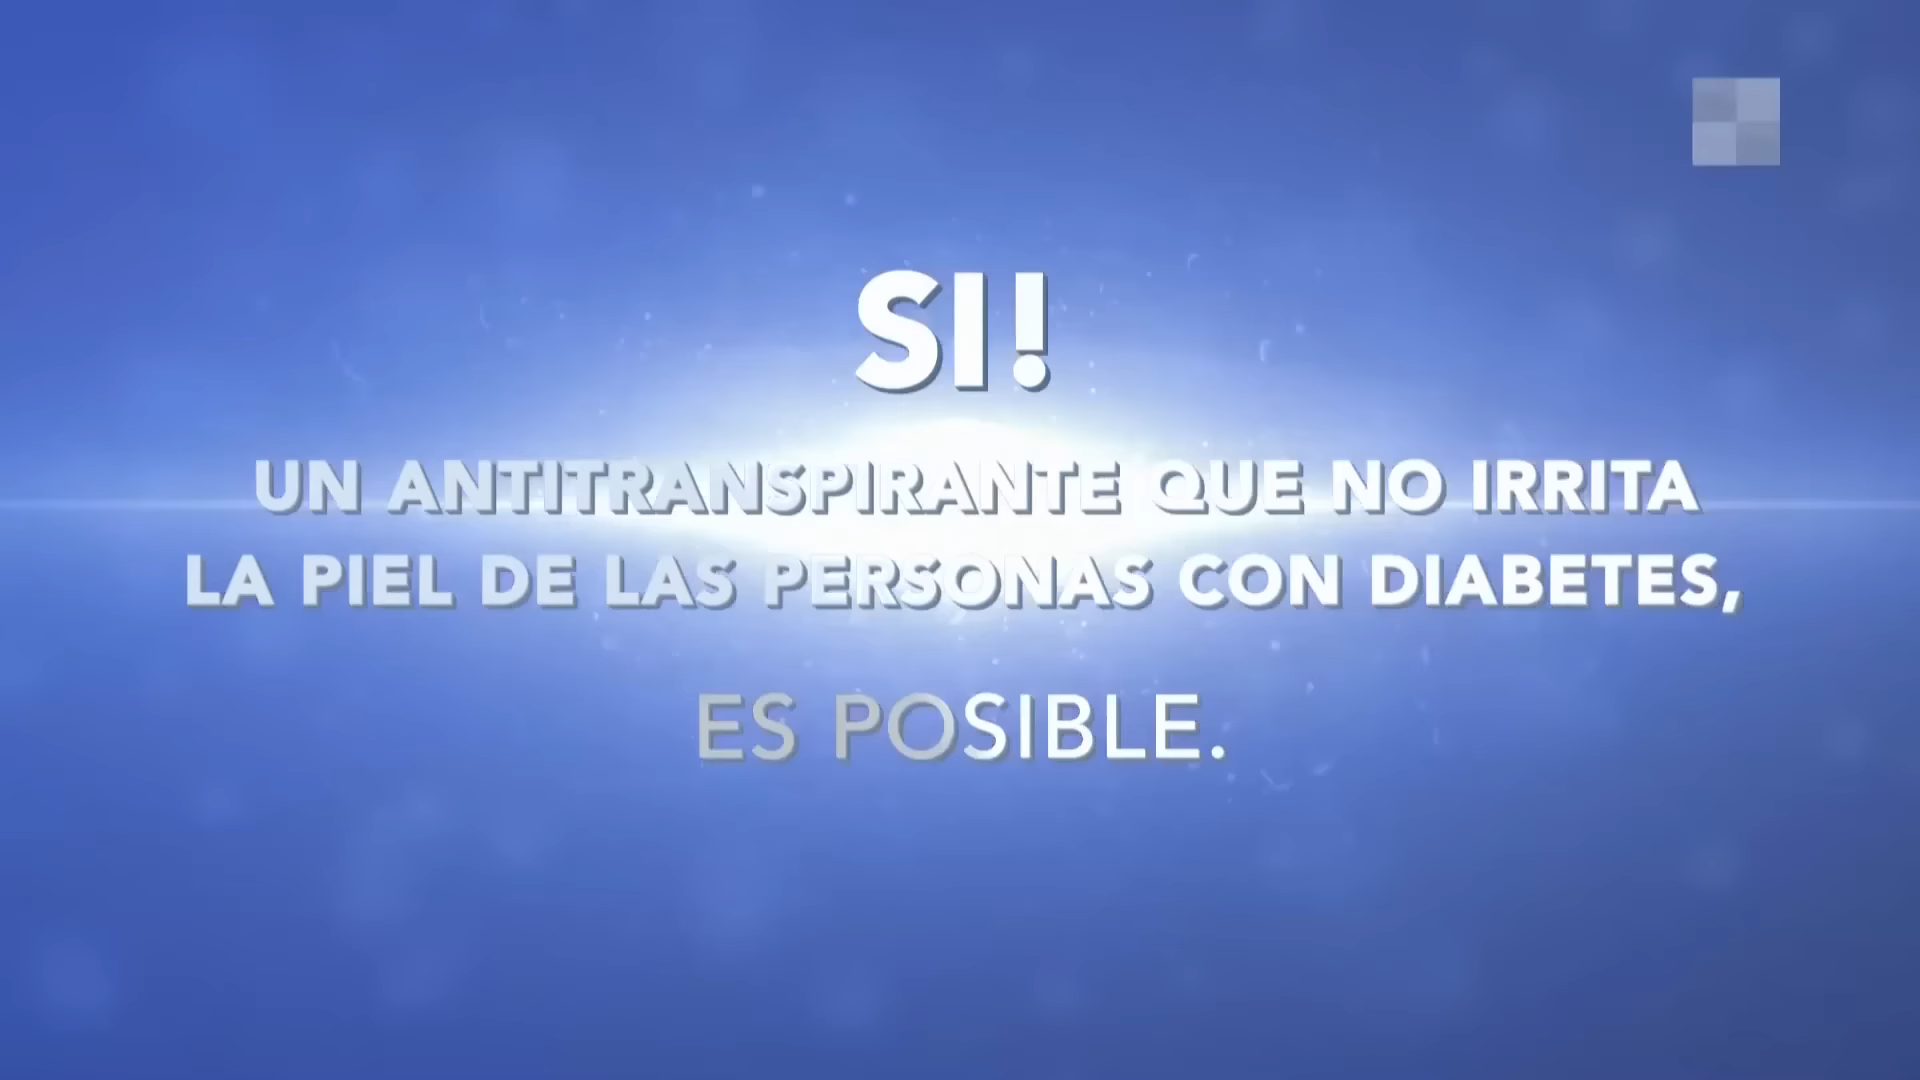 SI!
UN ANTITRANSPIRANTE QUE NO IRRITA
LA PIEL DE LAS PERSONAS CON DIABETES,
ES POSIBLE.